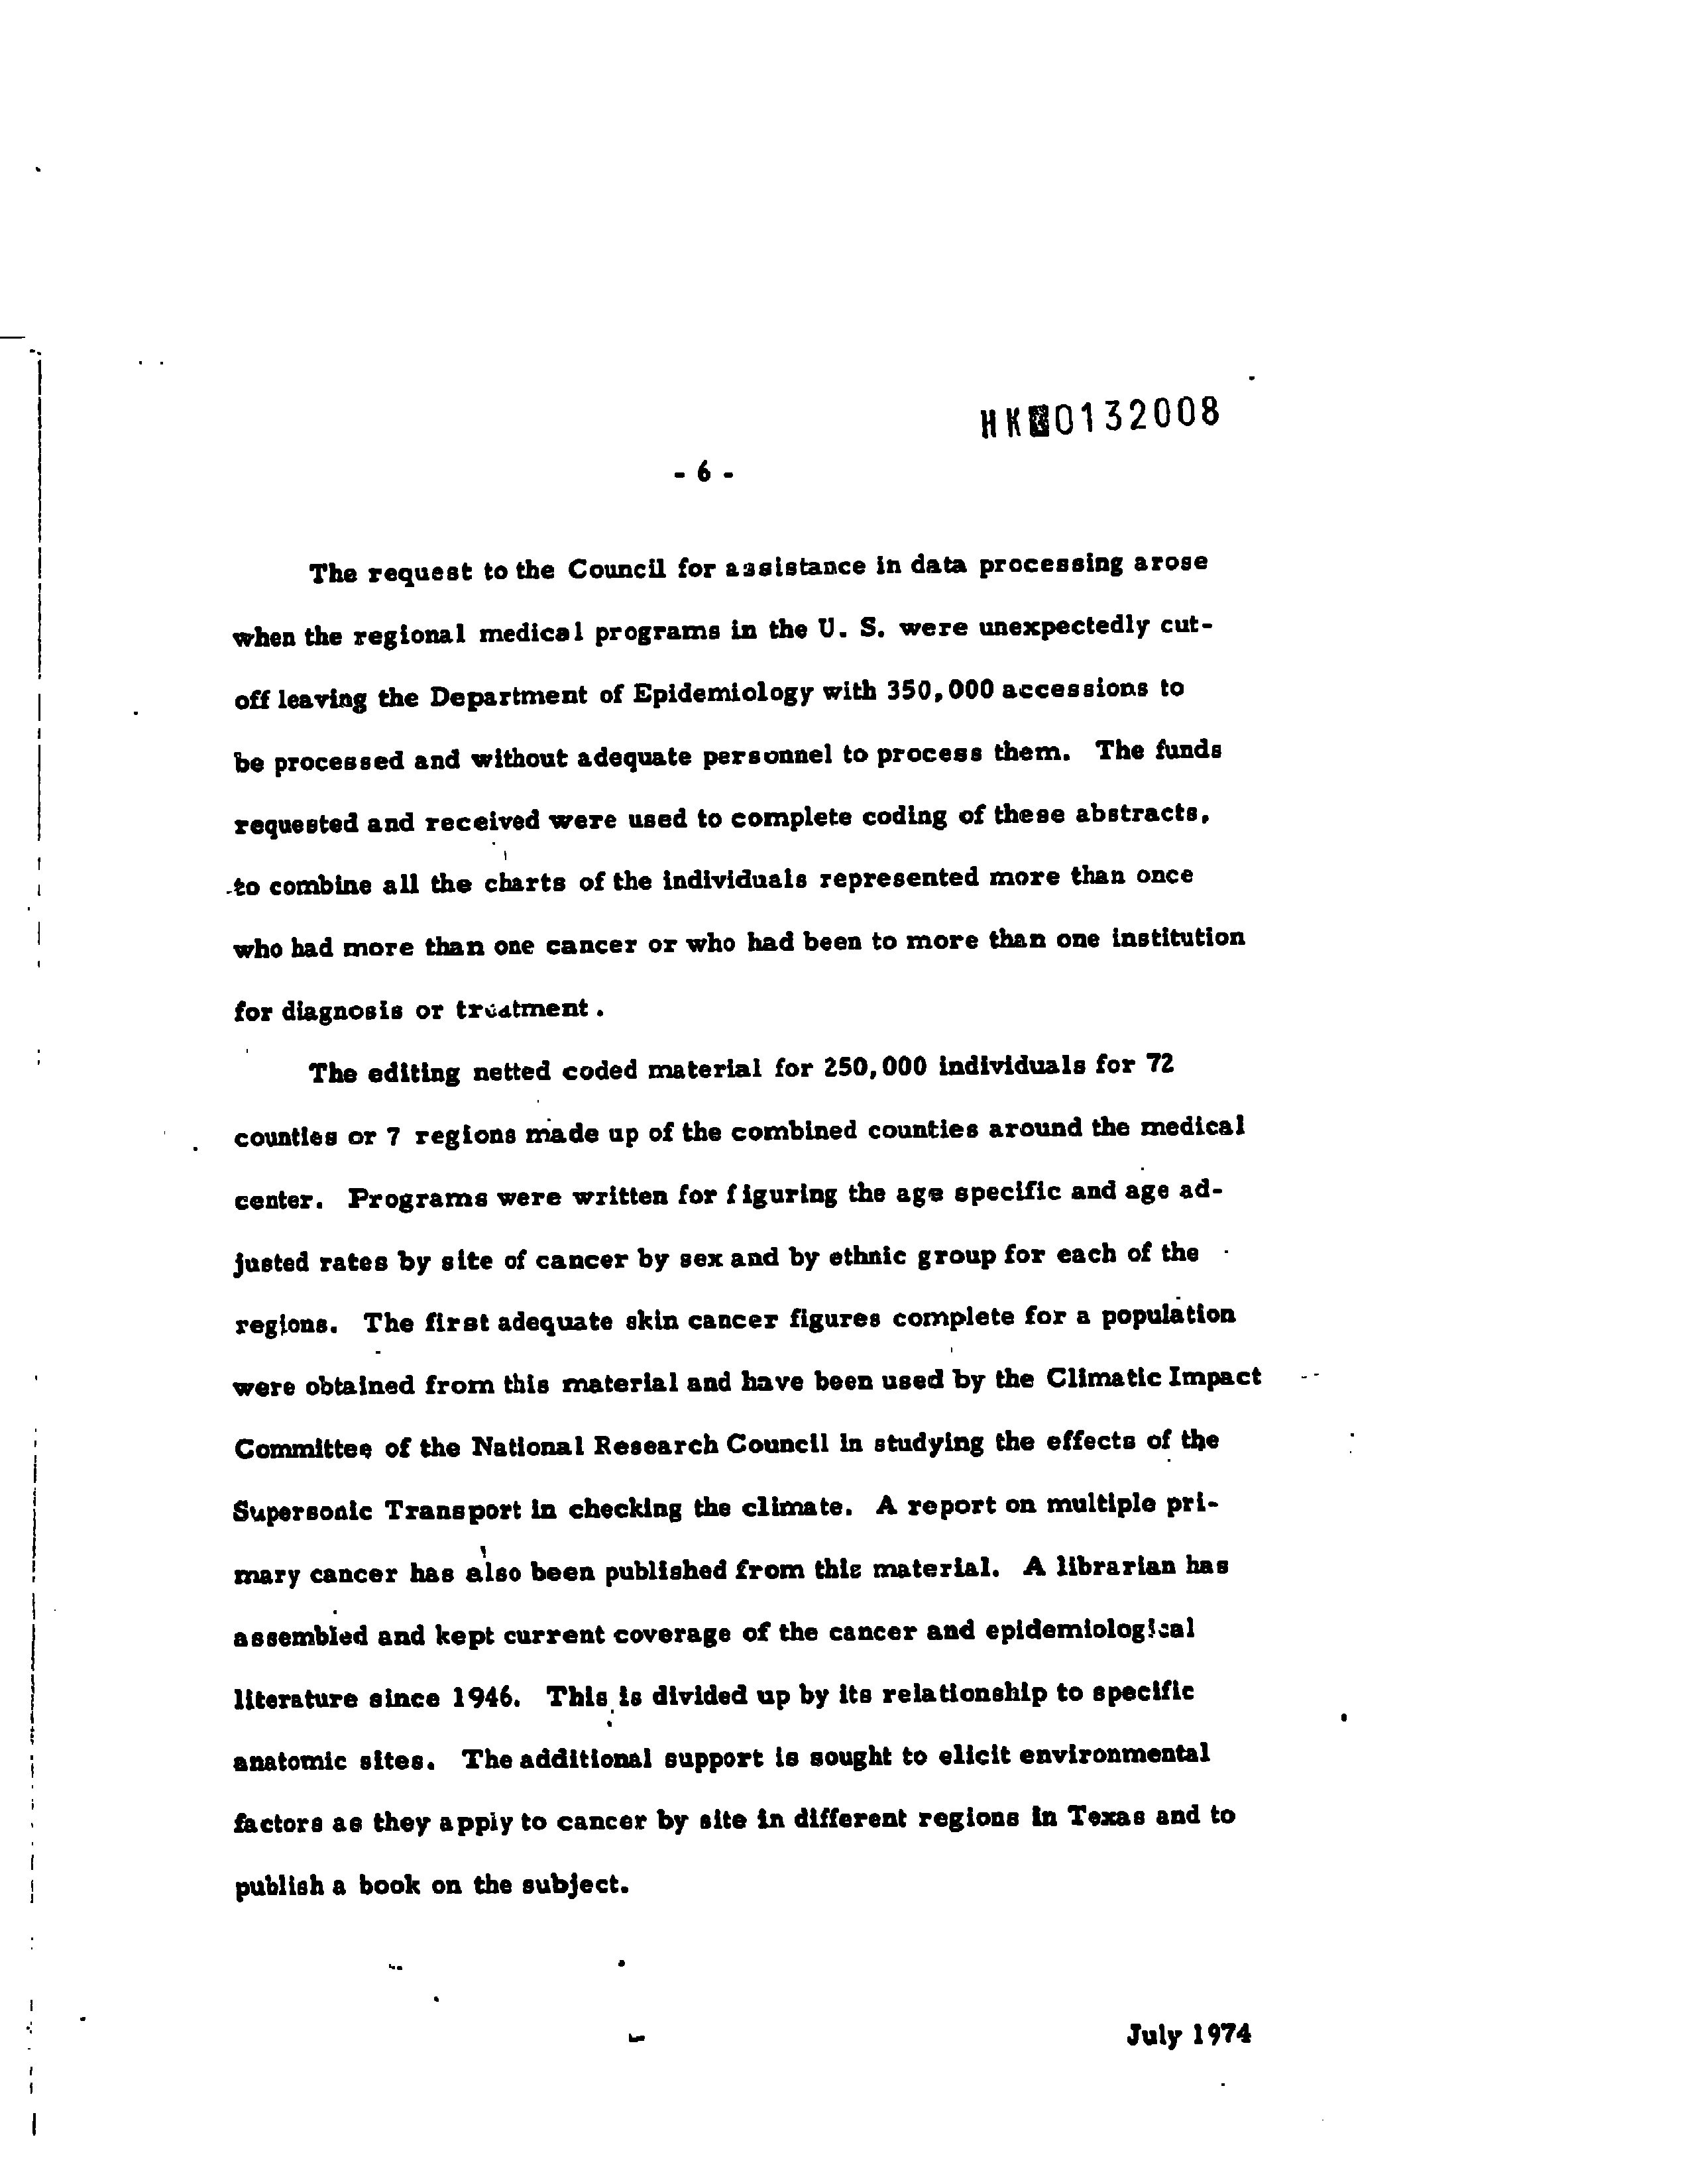 HK0132008
- 6 -
The request to the Council for assistance in data processing arose
when the regional medical programs in the U. S. were unexpectedly cut-
off leaving the Department of Epidemiology with 350,000 accessions to
be processed and without adequate personnel to process them. The funds
requested and received were used to complete coding of these abstracts,
to combine all the charts of the individuals represented more than once
who had more than one cancer or who had been to more than one institution
for diagnosis or treatment.
The editing netted coded material for 250,000 individuals for 72
counties or 7 regions made up of the combined counties around the medical
center. Programs were written for figuring the age specific and age ad-
justed rates by site of cancer by sex and by ethnic group for each of the
regions. The first adequate skin cancer figures complete for a population
were obtained from this material and have been used by the Climatic Impact
Committee of the National Research Council in studying the effects of the
Supersonic Transport in checking the climate. A report on multiple pri-
mary cancer has also been published from this material. A librarian has
assembled and kept current coverage of the cancer and epidemiological
literature since 1946. This is divided up by its relationship to specific
anatomic sites. The additional support is sought to elicit environmental
factors as they apply to cancer by site in different regions in Texas and to
publish a book on the subject.
July 1974